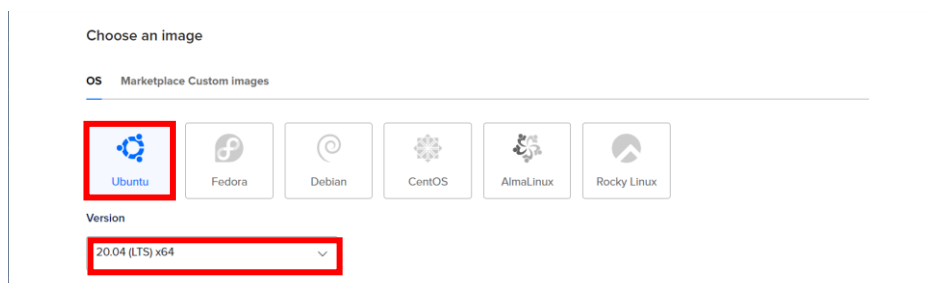 Choose an image
OS Marketplace Custom images
Ubuntu Fedora Debian CentOS AlmaLinux Rocky Linux
Version
20.04 (LTS) x64